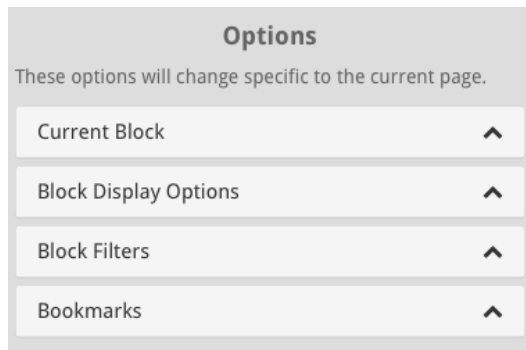 Options
These options will change specific to the current page.
Current Block
Block Display Options
Block Filters
Bookmarks